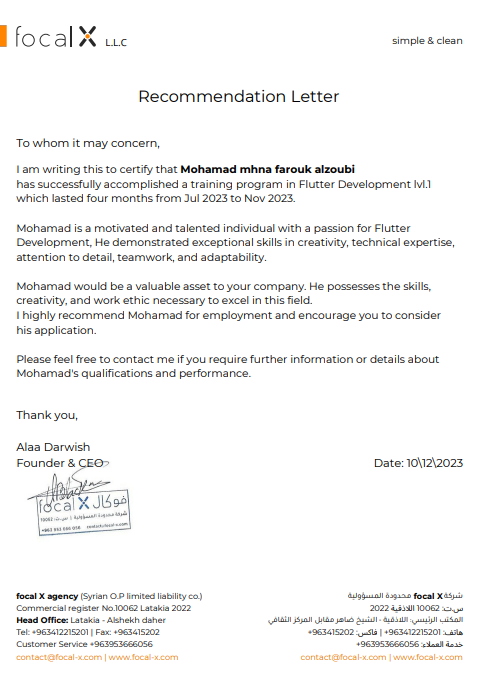 focal X L.L.C
simple & clean
Recommendation Letter
To whom it may concern,
I am writing this to certify that Mohamad mhna farouk alzoubi
has successfully accomplished a training program in Flutter Development lvl.1
which lasted four months from Jul 2023 to Nov 2023.
Mohamad is a motivated and talented individual with a passion for Flutter
Development, He demonstrated exceptional skills in creativity, technical expertise,
attention to detail, teamwork, and adaptability.
Mohamad would be a valuable asset to your company. He possesses the skills,
creativity, and work ethic necessary to excel in this field.
I highly recommend Mohamad for employment and encourage you to consider
his application.
Please feel free to contact me if you require further information or details about
Mohamad's qualifications and performance.
Thank you,
Alaa Darwish
Founder & CEO
Date: 10\12\2023
focal X فوكال
شركة محدودة المسؤولية | س.ت: 10062
+963 953 666 056 contact@focal-x.com
focal X agency (Syrian O.P limited liability co.)
Commercial register No.10062 Latakia 2022
Head Office: Latakia - Alshekh daher
Tel: +963412215201 | Fax: +963415202
Customer Service +963953666056
contact@focal-x.com | www.focal-x.com
شركة focal X محدودة المسؤولية
س.ت: 10062 اللاذقية 2022
المكتب الرئيسي: اللاذقية - الشيخ ضاهر مقابل المركز الثقافي
هاتف: +963412215201 | فاكس: +963415202
خدمة العملاء: +963953666056
contact@focal-x.com | www.focal-x.com